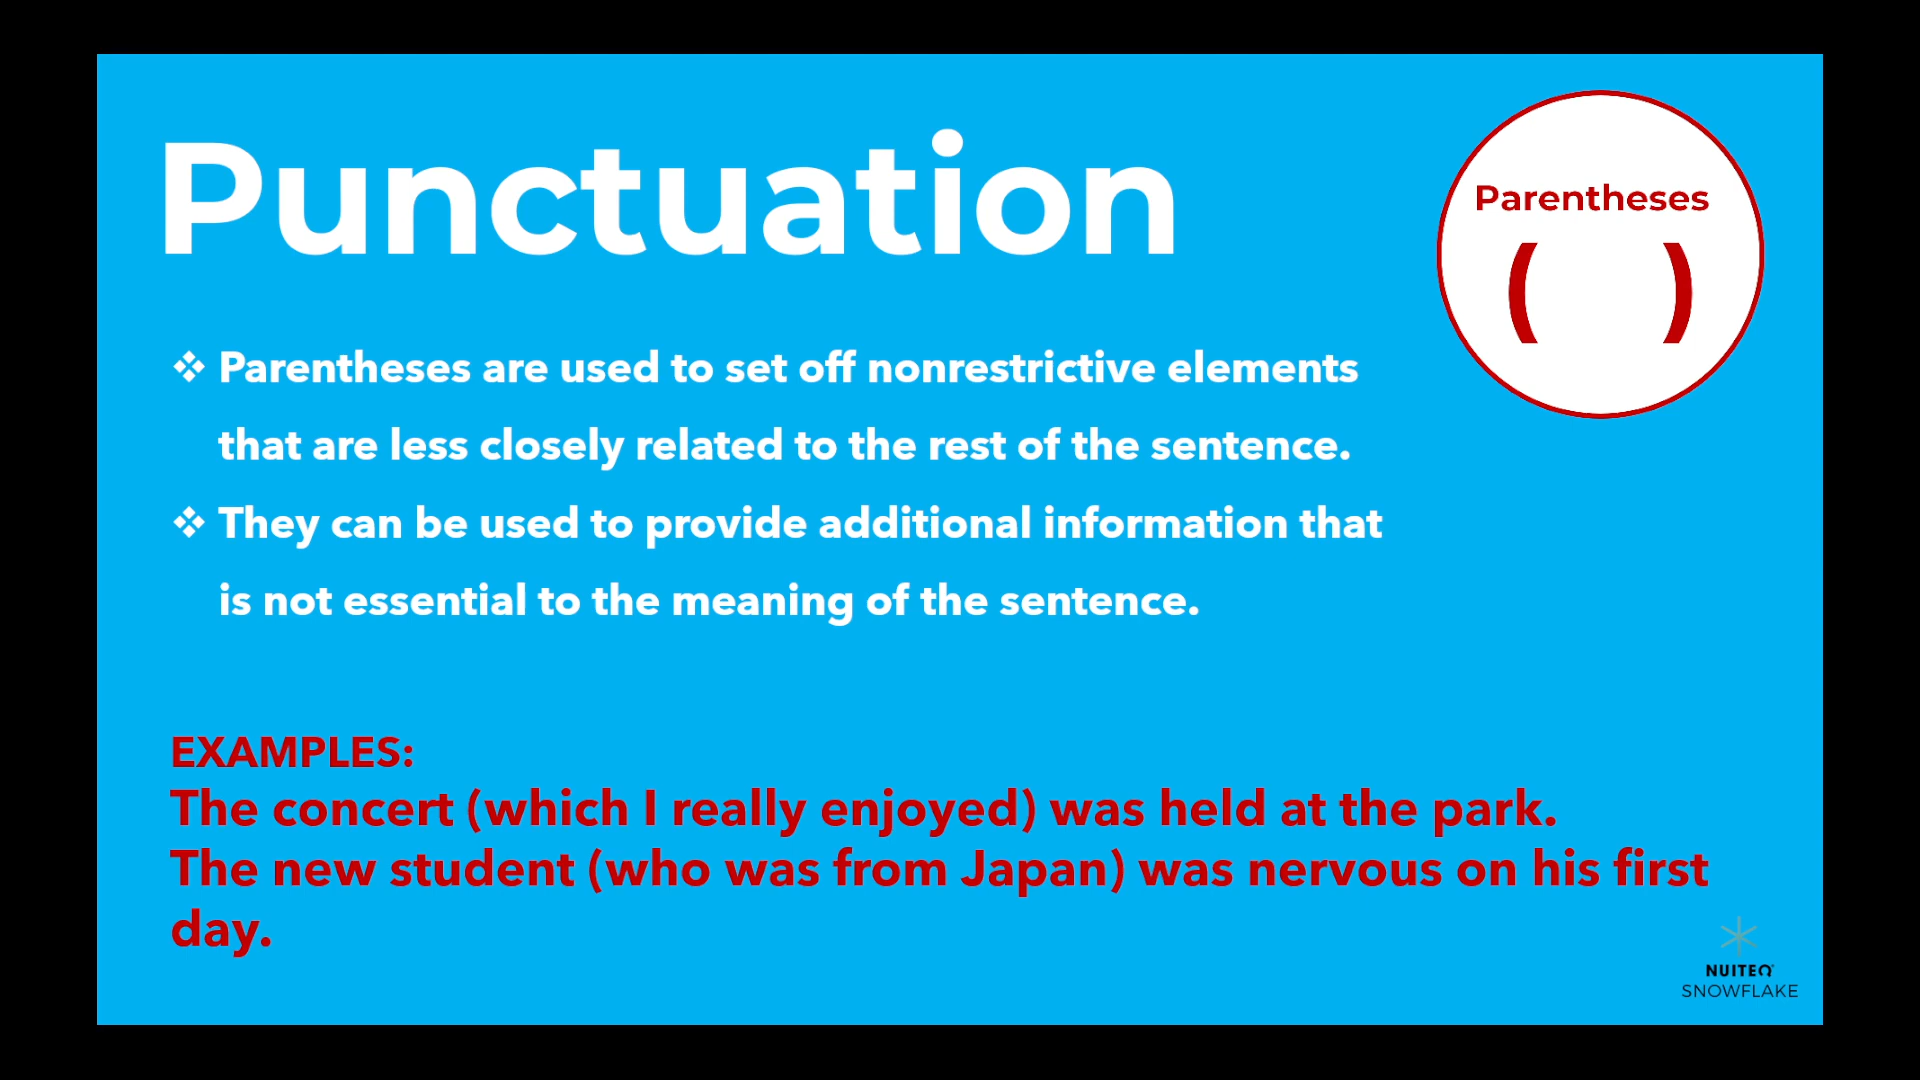 Punctuation
Parentheses
( )
❖ Parentheses are used to set off nonrestrictive elements
that are less closely related to the rest of the sentence.
❖ They can be used to provide additional information that
is not essential to the meaning of the sentence.
EXAMPLES:
The concert (which I really enjoyed) was held at the park.
The new student (who was from Japan) was nervous on his first
day.
NUITEQ
SNOWFLAKE